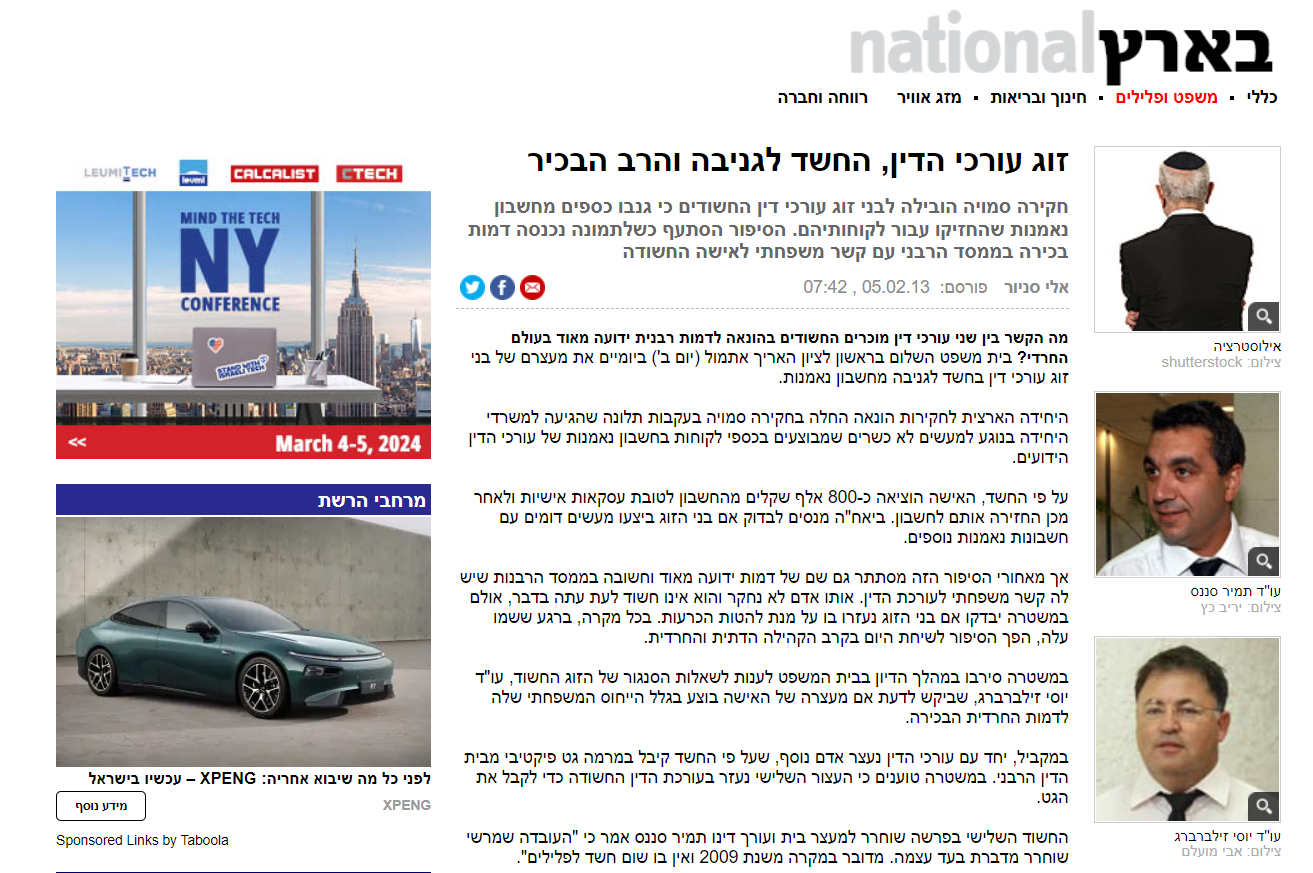 בארץnational
כללי ▪ משפט ופלילים ▪ חינוך ובריאות ▪ מזג אוויר רווחה וחברה
זוג עורכי הדין, החשד לגניבה והרב הבכיר
חקירה סמויה הובילה לבני זוג עורכי דין החשודים כי גנבו כספים מחשבון
נאמנות שהחזיקו עבור לקוחותיהם. הסיפור הסתעף כשלתמונה נכנסה דמות
בכירה בממסד הרבני עם קשר משפחתי לאישה החשודה
אלי סניור פורסם: 05.02.13 , 07:42
מה הקשר בין שני עורכי דין מוכרים החשודים בהונאה לדמות רבנית ידועה מאוד בעולם
החרדי? בית משפט השלום בראשון לציון האריך אתמול (יום ב') ביומיים את מעצרם של בני
זוג עורכי דין בחשד לגניבה מחשבון נאמנות.
היחידה הארצית לחקירות הונאה החלה בחקירה סמויה בעקבות תלונה שהגיעה למשרדי
היחידה בנוגע למעשים לא כשרים שמבוצעים בכספי לקוחות בחשבון נאמנות של עורכי הדין
הידועים.
על פי החשד, האישה הוציאה כ-800 אלף שקלים מהחשבון לטובת עסקאות אישיות ולאחר
מכן החזירה אותם לחשבון. ביאח"ה מנסים לבדוק אם בני הזוג ביצעו מעשים דומים עם
חשבונות נאמנות נוספים.
אך מאחורי הסיפור הזה מסתתר גם שם של דמות ידועה מאוד וחשובה בממסד הרבנות שיש
לה קשר משפחתי לעורכת הדין. אותו אדם לא נחקר והוא אינו חשוד לעת עתה בדבר, אולם
במשטרה יבדקו אם בני הזוג נעזרו בו על מנת להטות הכרעות. בכל מקרה, ברגע ששמו
עלה, הפך הסיפור לשיחת היום בקרב הקהילה הדתית והחרדית.
במשטרה סירבו במהלך הדיון בבית המשפט לענות לשאלות הסנגור של הזוג החשוד, עו"ד
יוסי זילברברג, שביקש לדעת אם מעצרה של האישה בוצע בגלל הייחוס המשפחתי שלה
לדמות החרדית הבכירה.
במקביל, יחד עם עורכי הדין נעצר אדם נוסף, שעל פי החשד קיבל במרמה גט פיקטיבי מבית
הדין הרבני. במשטרה טוענים כי העצור השלישי נעזר בעורכת הדין החשודה כדי לקבל את
הגט.
החשוד השלישי בפרשה שוחרר למעצר בית ועורך דינו תמיר סננס אמר כי "העובדה שמרשי
שוחרר מדברת בעד עצמה. מדובר במקרה משנת 2009 ואין בו שום חשד לפלילים".
אילוסטרציה
צילום: shutterstock
עו"ד תמיר סננס
צילום: יריב כץ
עו"ד יוסי זילברברג
צילום: אבי מועלם
LEUMITECH leumi CALCALIST CTECH
MIND THE TECH
NY
CONFERENCE
STAND WITH
ISRAELI TECH
<< March 4-5, 2024
מרחבי הרשת
לפני כל מה שיבוא אחריה: XPENG – עכשיו בישראל
XPENG
מידע נוסף
Sponsored Links by Taboola